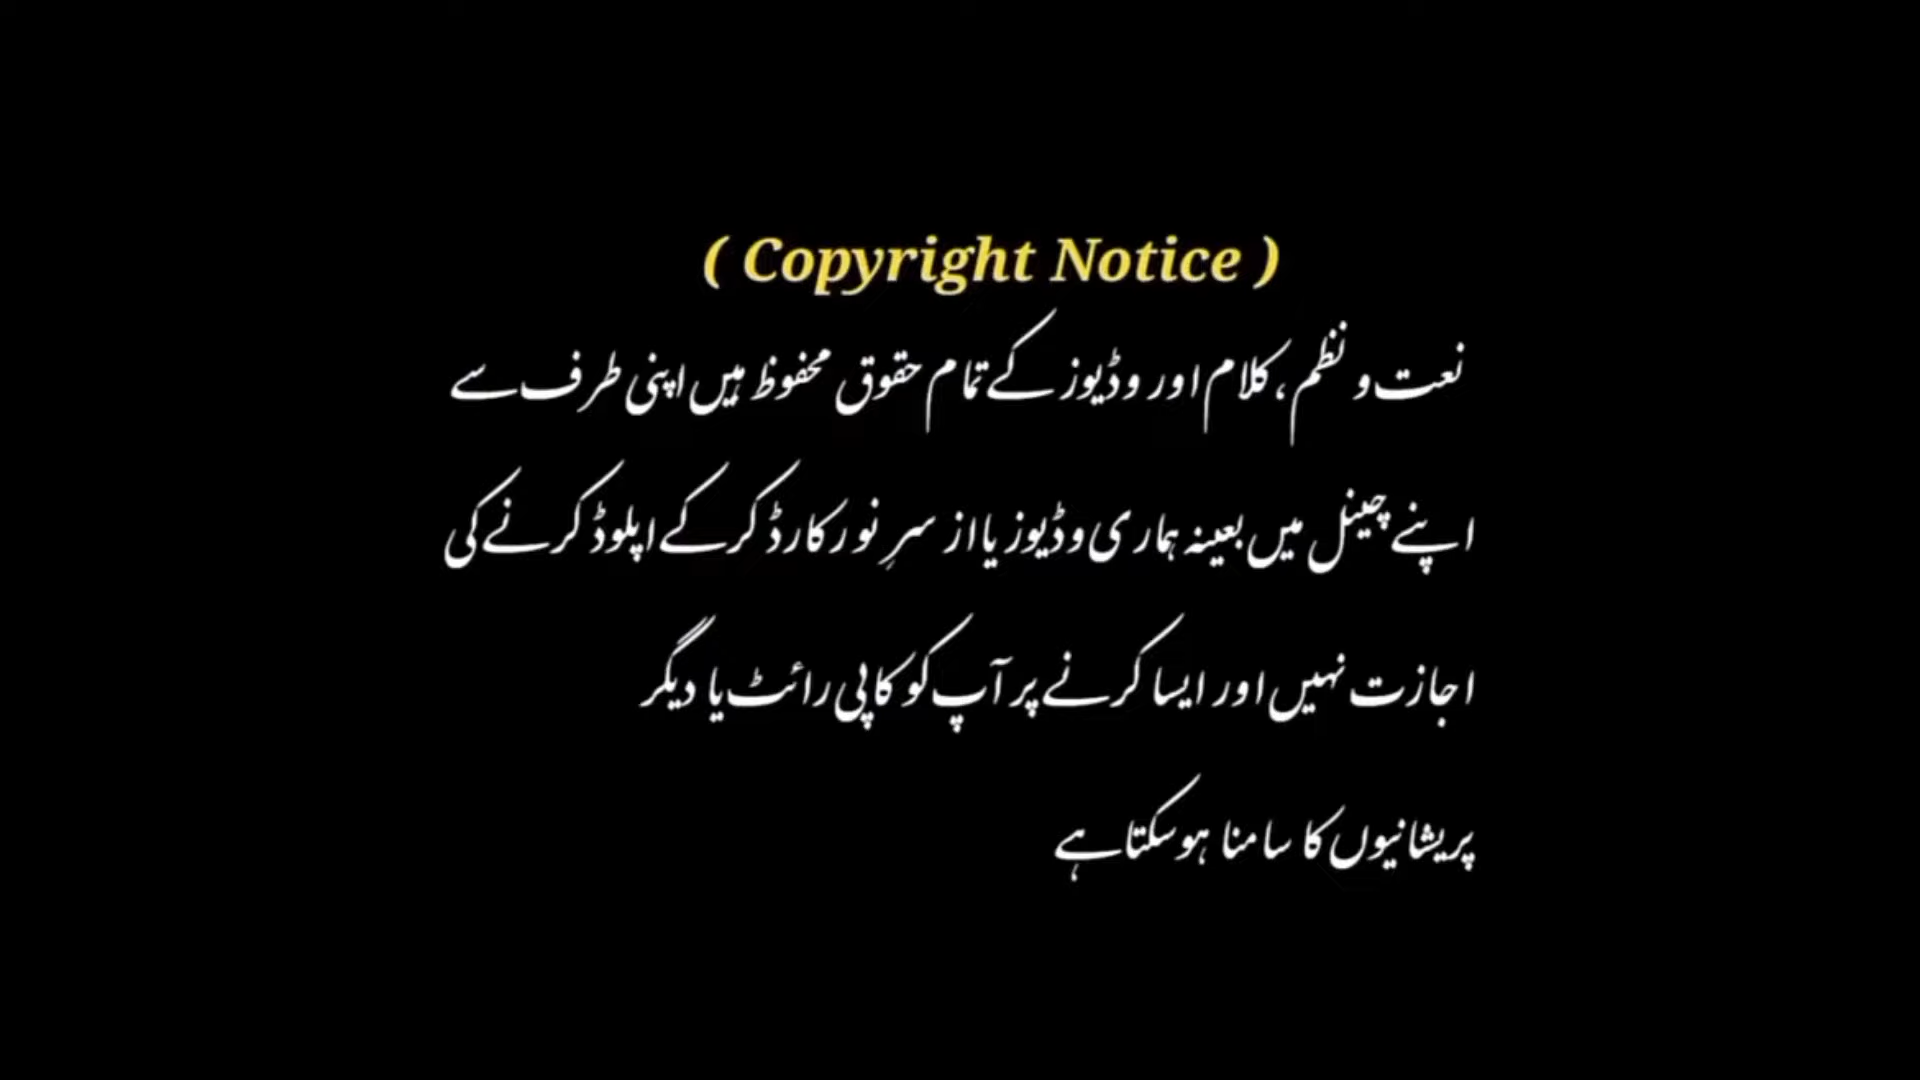 ( Copyright Notice )
نعت و نظم، کلام اور وڈیوز کے تمام حقوق محفوظ ہیں اپنی طرف سے
اپنے چینل میں بعینہ ہماری وڈیوز یا از سرِ نو رکارڈ کر کے اپلوڈ کرنے کی
اجازت نہیں اور ایسا کرنے پر آپ کو کاپی رائٹ یا دیگر
پریشانیوں کا سامنا ہو سکتا ہے